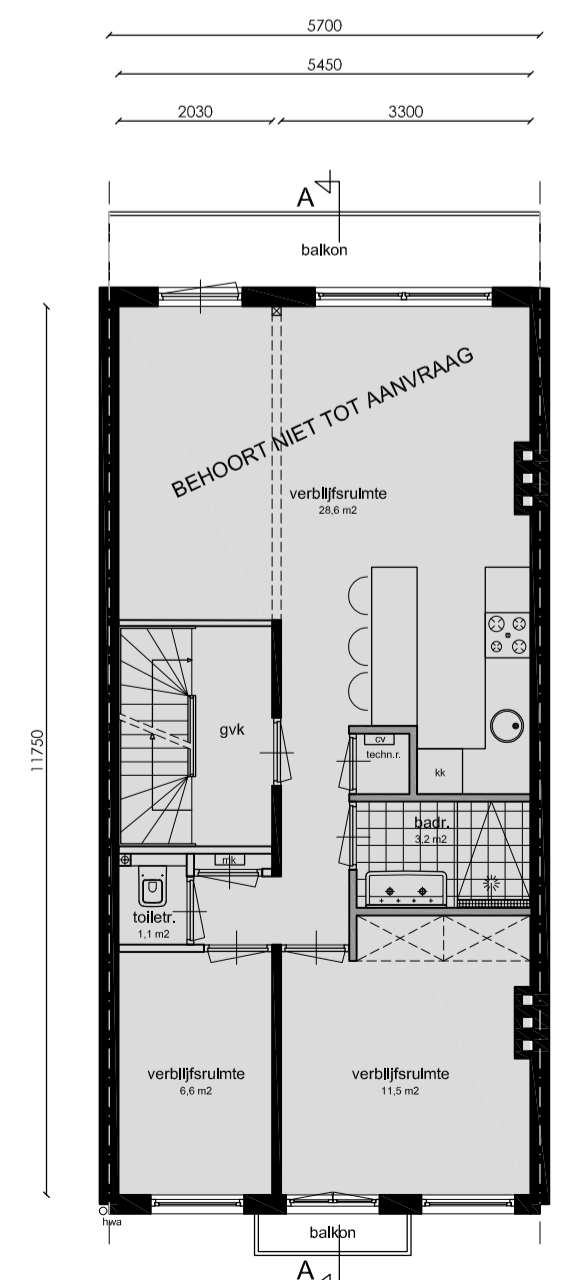 5700
5450
2030
3300
A
balkon
BEHOORT NIET TOT AANVRAAG
verblijfsruimte
28,6 m2
11750
gvk
cv
techn.r.
kk
badr.
3,2 m2
mk
toiletr.
1,1 m2
verblijfsruimte
6,6 m2
verblijfsruimte
11,5 m2
hwa
balkon
A